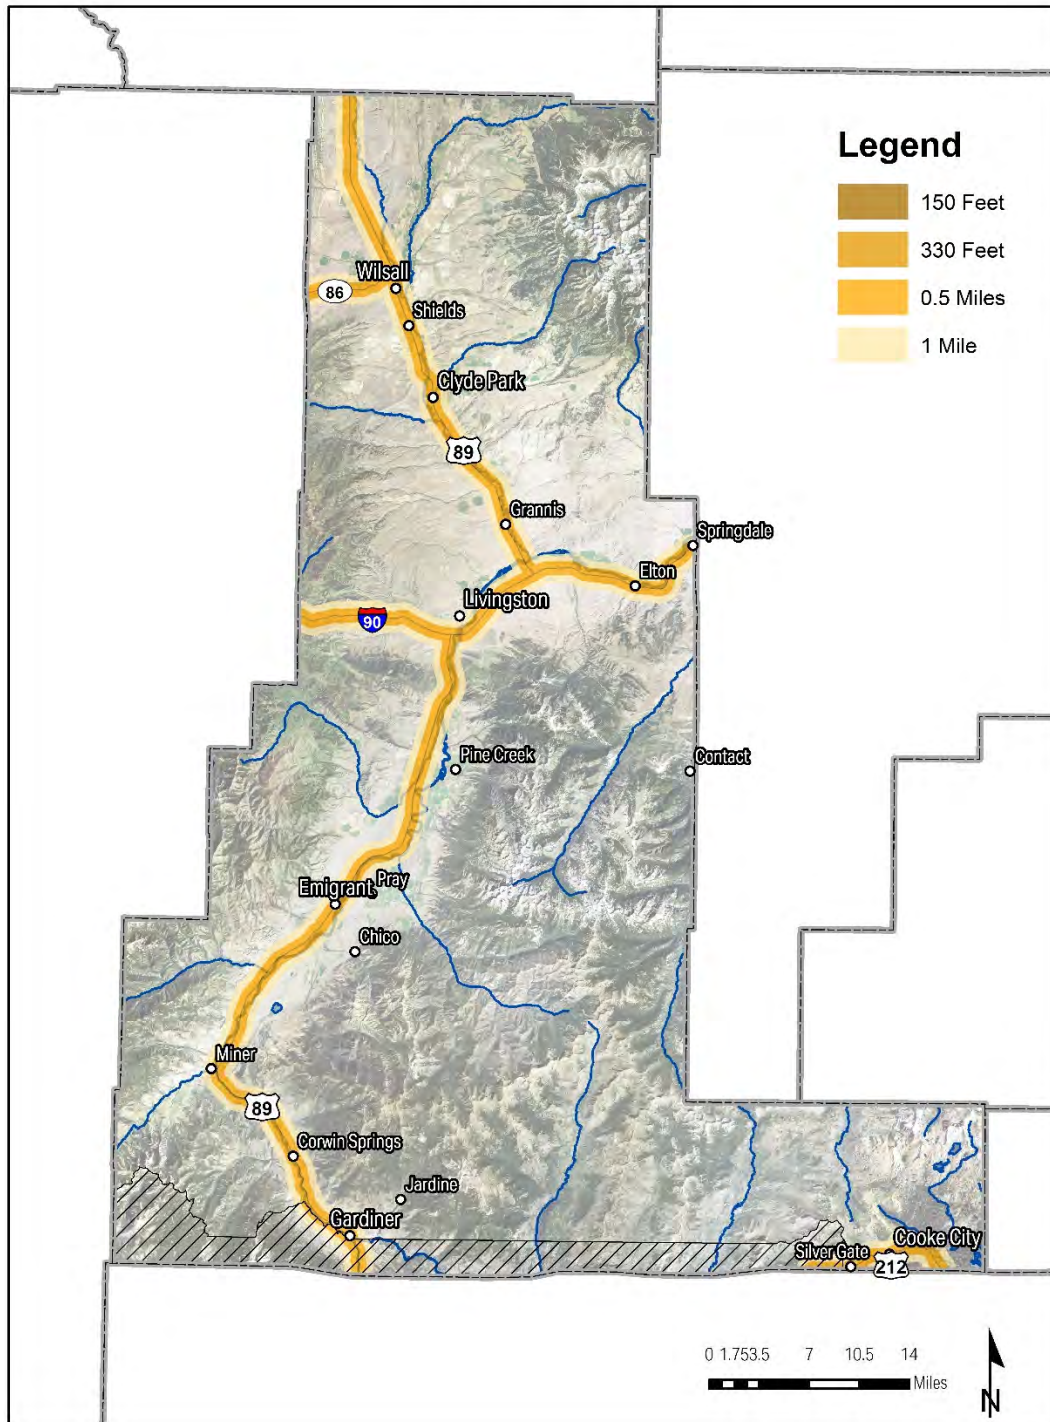 Legend
150 Feet
330 Feet
0.5 Miles
1 Mile
Wilsall
86
Shields
Clyde Park
89
Grannis
Springdale
Elton
Livingston
90
Pine Creek
Contact
Pray
Emigrant
Chico
Miner
89
Corwin Springs
Jardine
Gardiner
Cooke City
Silver Gate
212
0 1.753.5 7 10.5 14
Miles
N